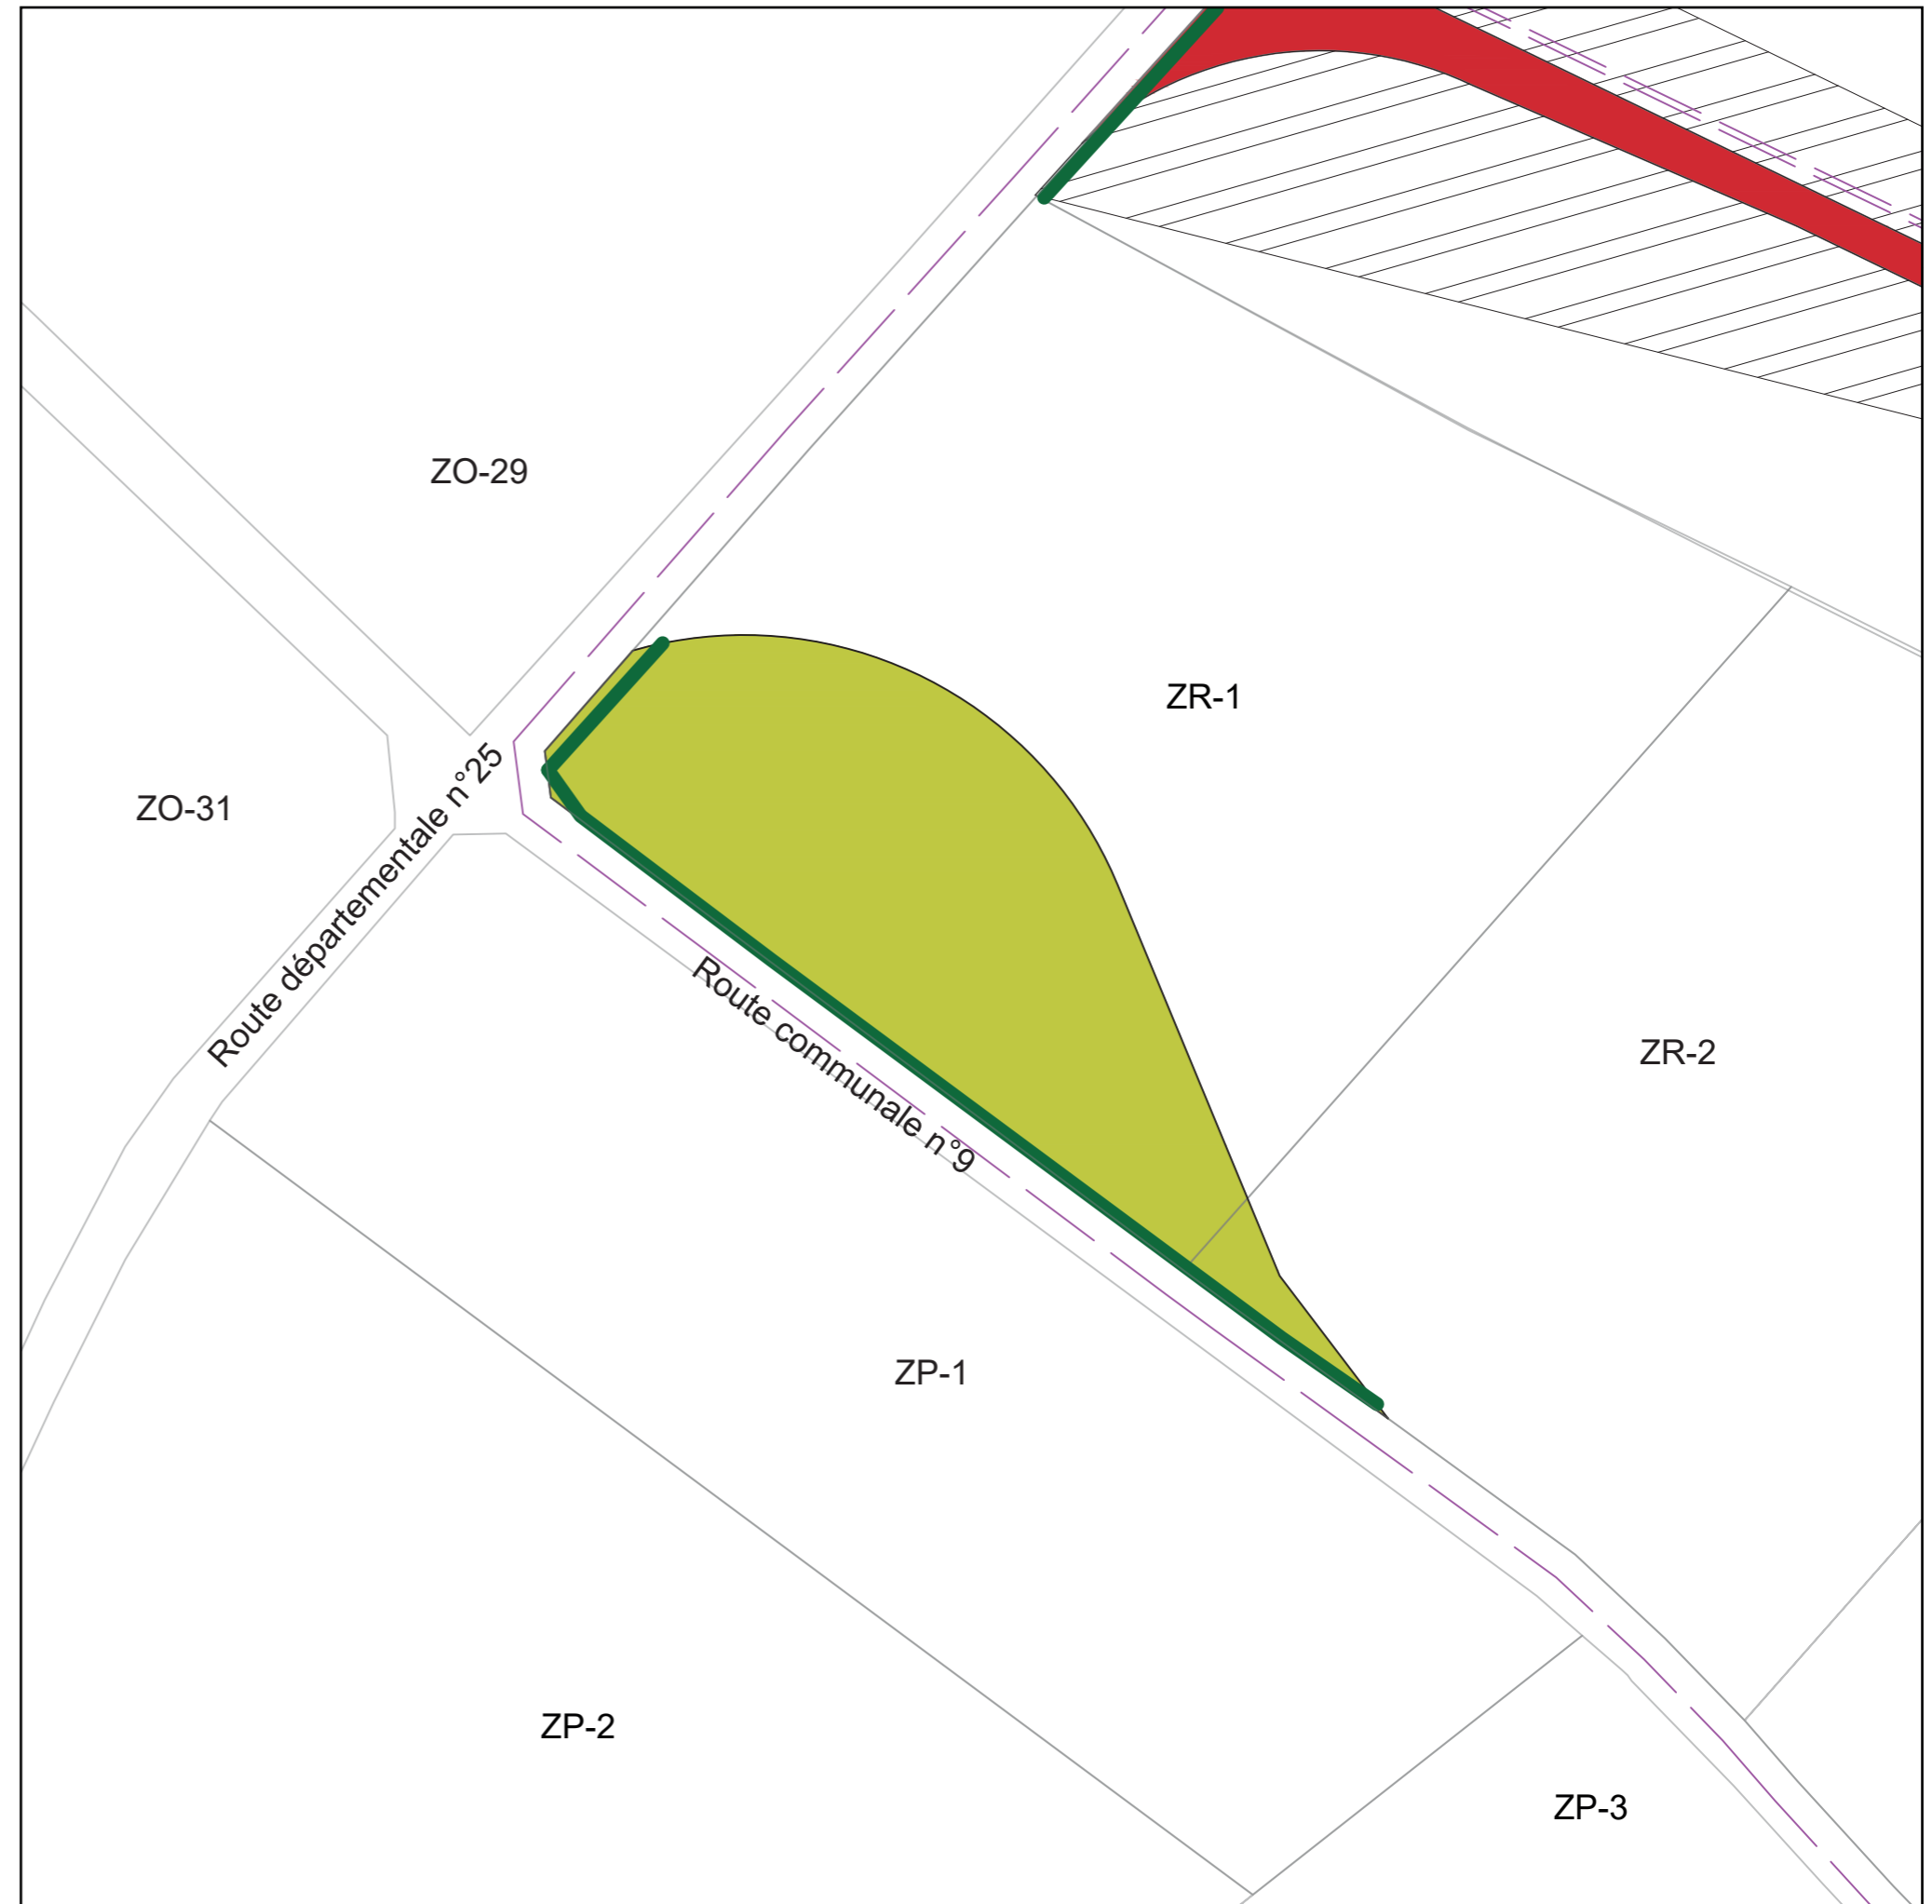 ZO-29
ZR-1
ZO-31
Route départementale n°25
Route communale n°9
ZR-2
ZP-1
ZP-2
ZP-3